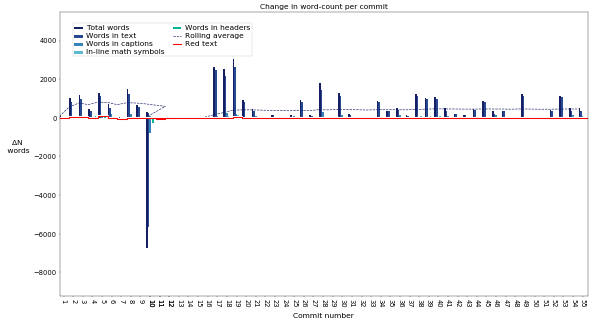 Change in word-count per commit
Total words
Words in text
Words in captions
in-line math symbols
Words in headers
Rolling average
Red text
4000
2000
0
−2000
−4000
−6000
−8000
ΔN
words
1 2 3 4 5 6 7 8 9 10 11 12 13 14 15 16 17 18 19 20 21 22 23 24 25 26 27 28 29 30 31 32 33 34 35 36 37 38 39 40 41 42 43 44 45 46 47 48 49 50 51 52 53 54 55
Commit number